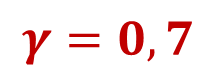 γ = 0,7